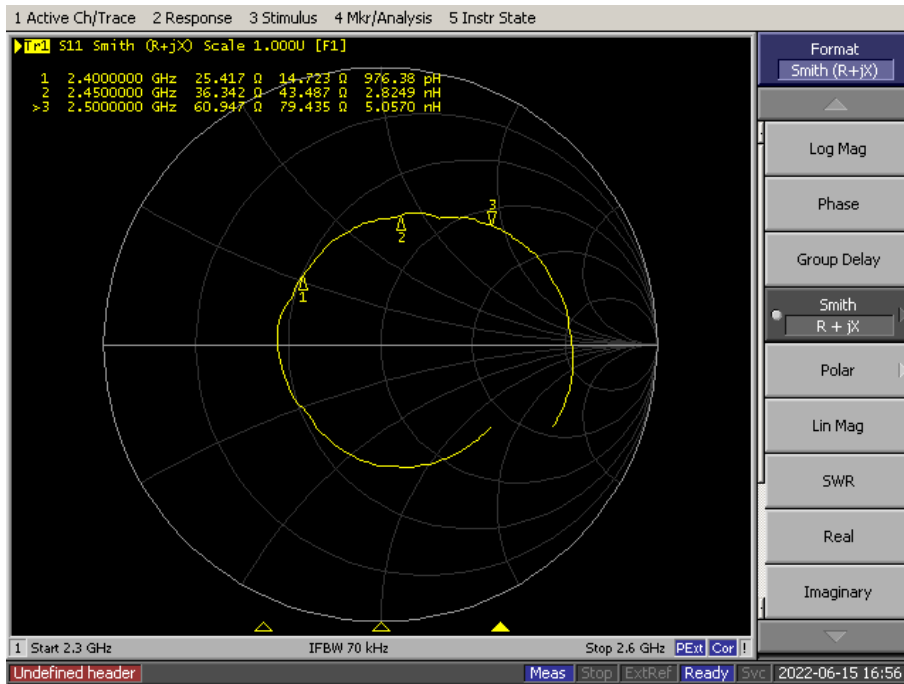 1 Active Ch/Trace 2 Response 3 Stimulus 4 Mkr/Analysis 5 Instr State
Tr1 S11 Smith (R+jX) Scale 1.000U [F1]
1 2.4000000 GHz 25.417 Ω 14.723 Ω 976.38 pH
2 2.4500000 GHz 36.342 Ω 43.487 Ω 2.8249 nH
>3 2.5000000 GHz 60.947 Ω 79.435 Ω 5.0570 nH
3
2
1
Format
Smith (R+jX)
Log Mag
Phase
Group Delay
Smith
R + jX
Polar
Lin Mag
SWR
Real
Imaginary
1 Start 2.3 GHz IFBW 70 kHz Stop 2.6 GHz PExt Cor !
Undefined header Meas Stop ExtRef Ready Svc 2022-06-15 16:56